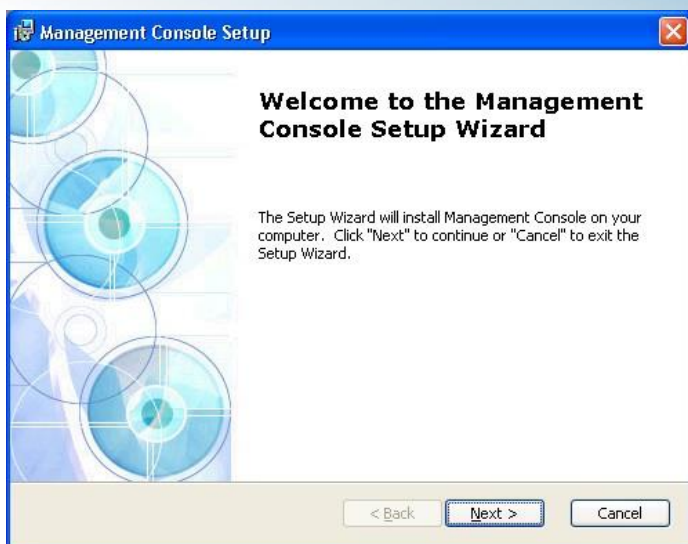 Management Console Setup
Welcome to the Management
Console Setup Wizard
The Setup Wizard will install Management Console on your
computer. Click "Next" to continue or "Cancel" to exit the
Setup Wizard.
< Back
Next >
Cancel